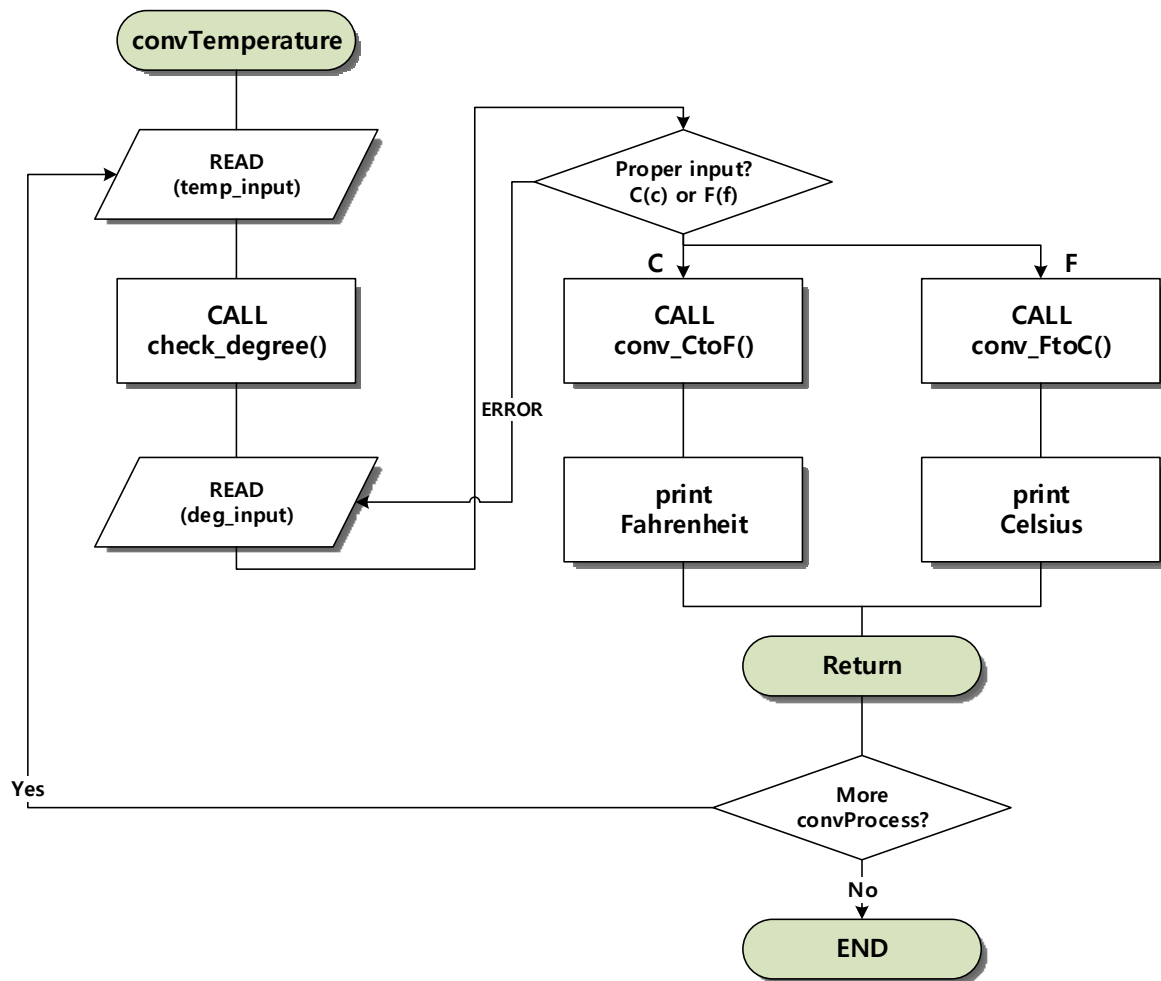 convTemperature
READ
(temp_input)
CALL
check_degree()
READ
(deg_input)
ERROR
Proper input?
C(c) or F(f)
C
F
CALL
conv_CtoF()
CALL
conv_FtoC()
print
Fahrenheit
print
Celsius
Return
More
convProcess?
Yes
No
END